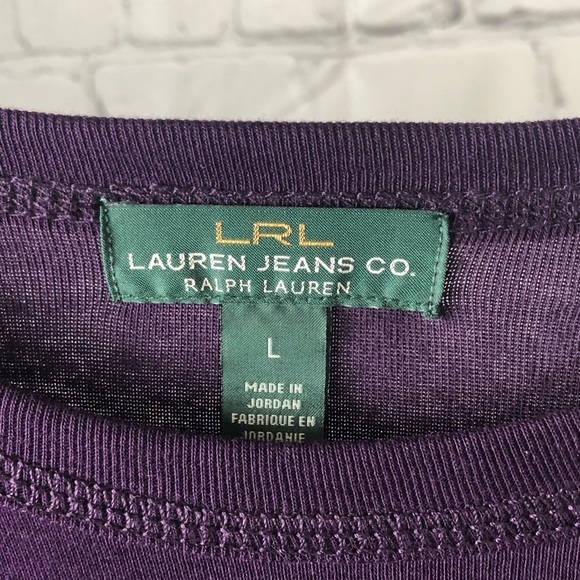 LRL
LAUREN JEANS CO.
RALPH LAUREN
L
MADE IN
JORDAN
FABRIQUE EN
JORDANIE